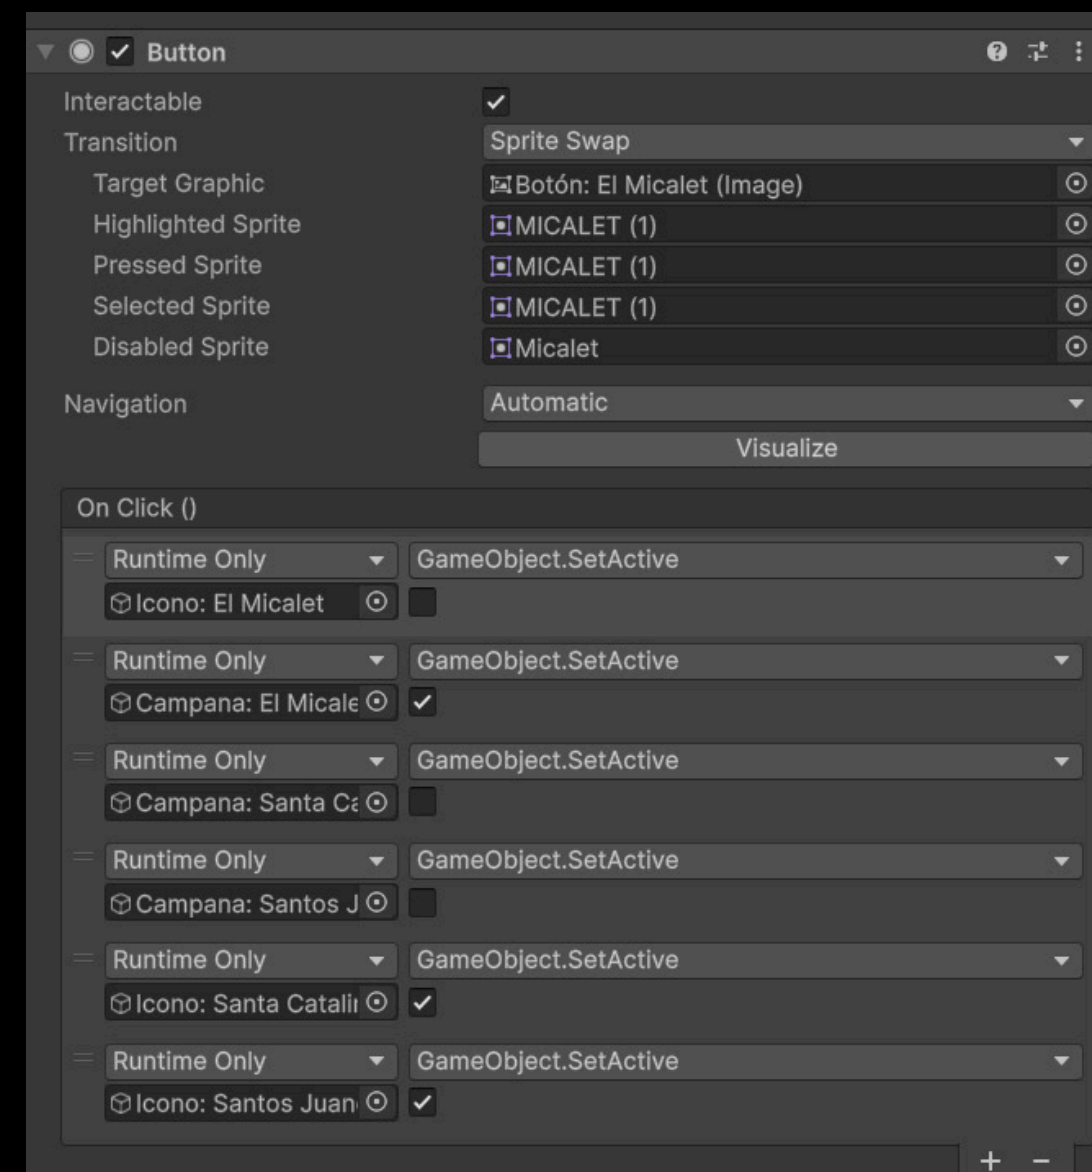 Button
Interactable
Transition Sprite Swap
Target Graphic Botón: El Micalet (Image)
Highlighted Sprite MICALET (1)
Pressed Sprite MICALET (1)
Selected Sprite MICALET (1)
Disabled Sprite Micalet
Navigation Automatic
Visualize
On Click ()
Runtime Only GameObject.SetActive
Icono: El Micalet
Runtime Only GameObject.SetActive
Campana: El Micale
Runtime Only GameObject.SetActive
Campana: Santa Ca
Runtime Only GameObject.SetActive
Campana: Santos J
Runtime Only GameObject.SetActive
Icono: Santa Catalin
Runtime Only GameObject.SetActive
Icono: Santos Juan
+ −